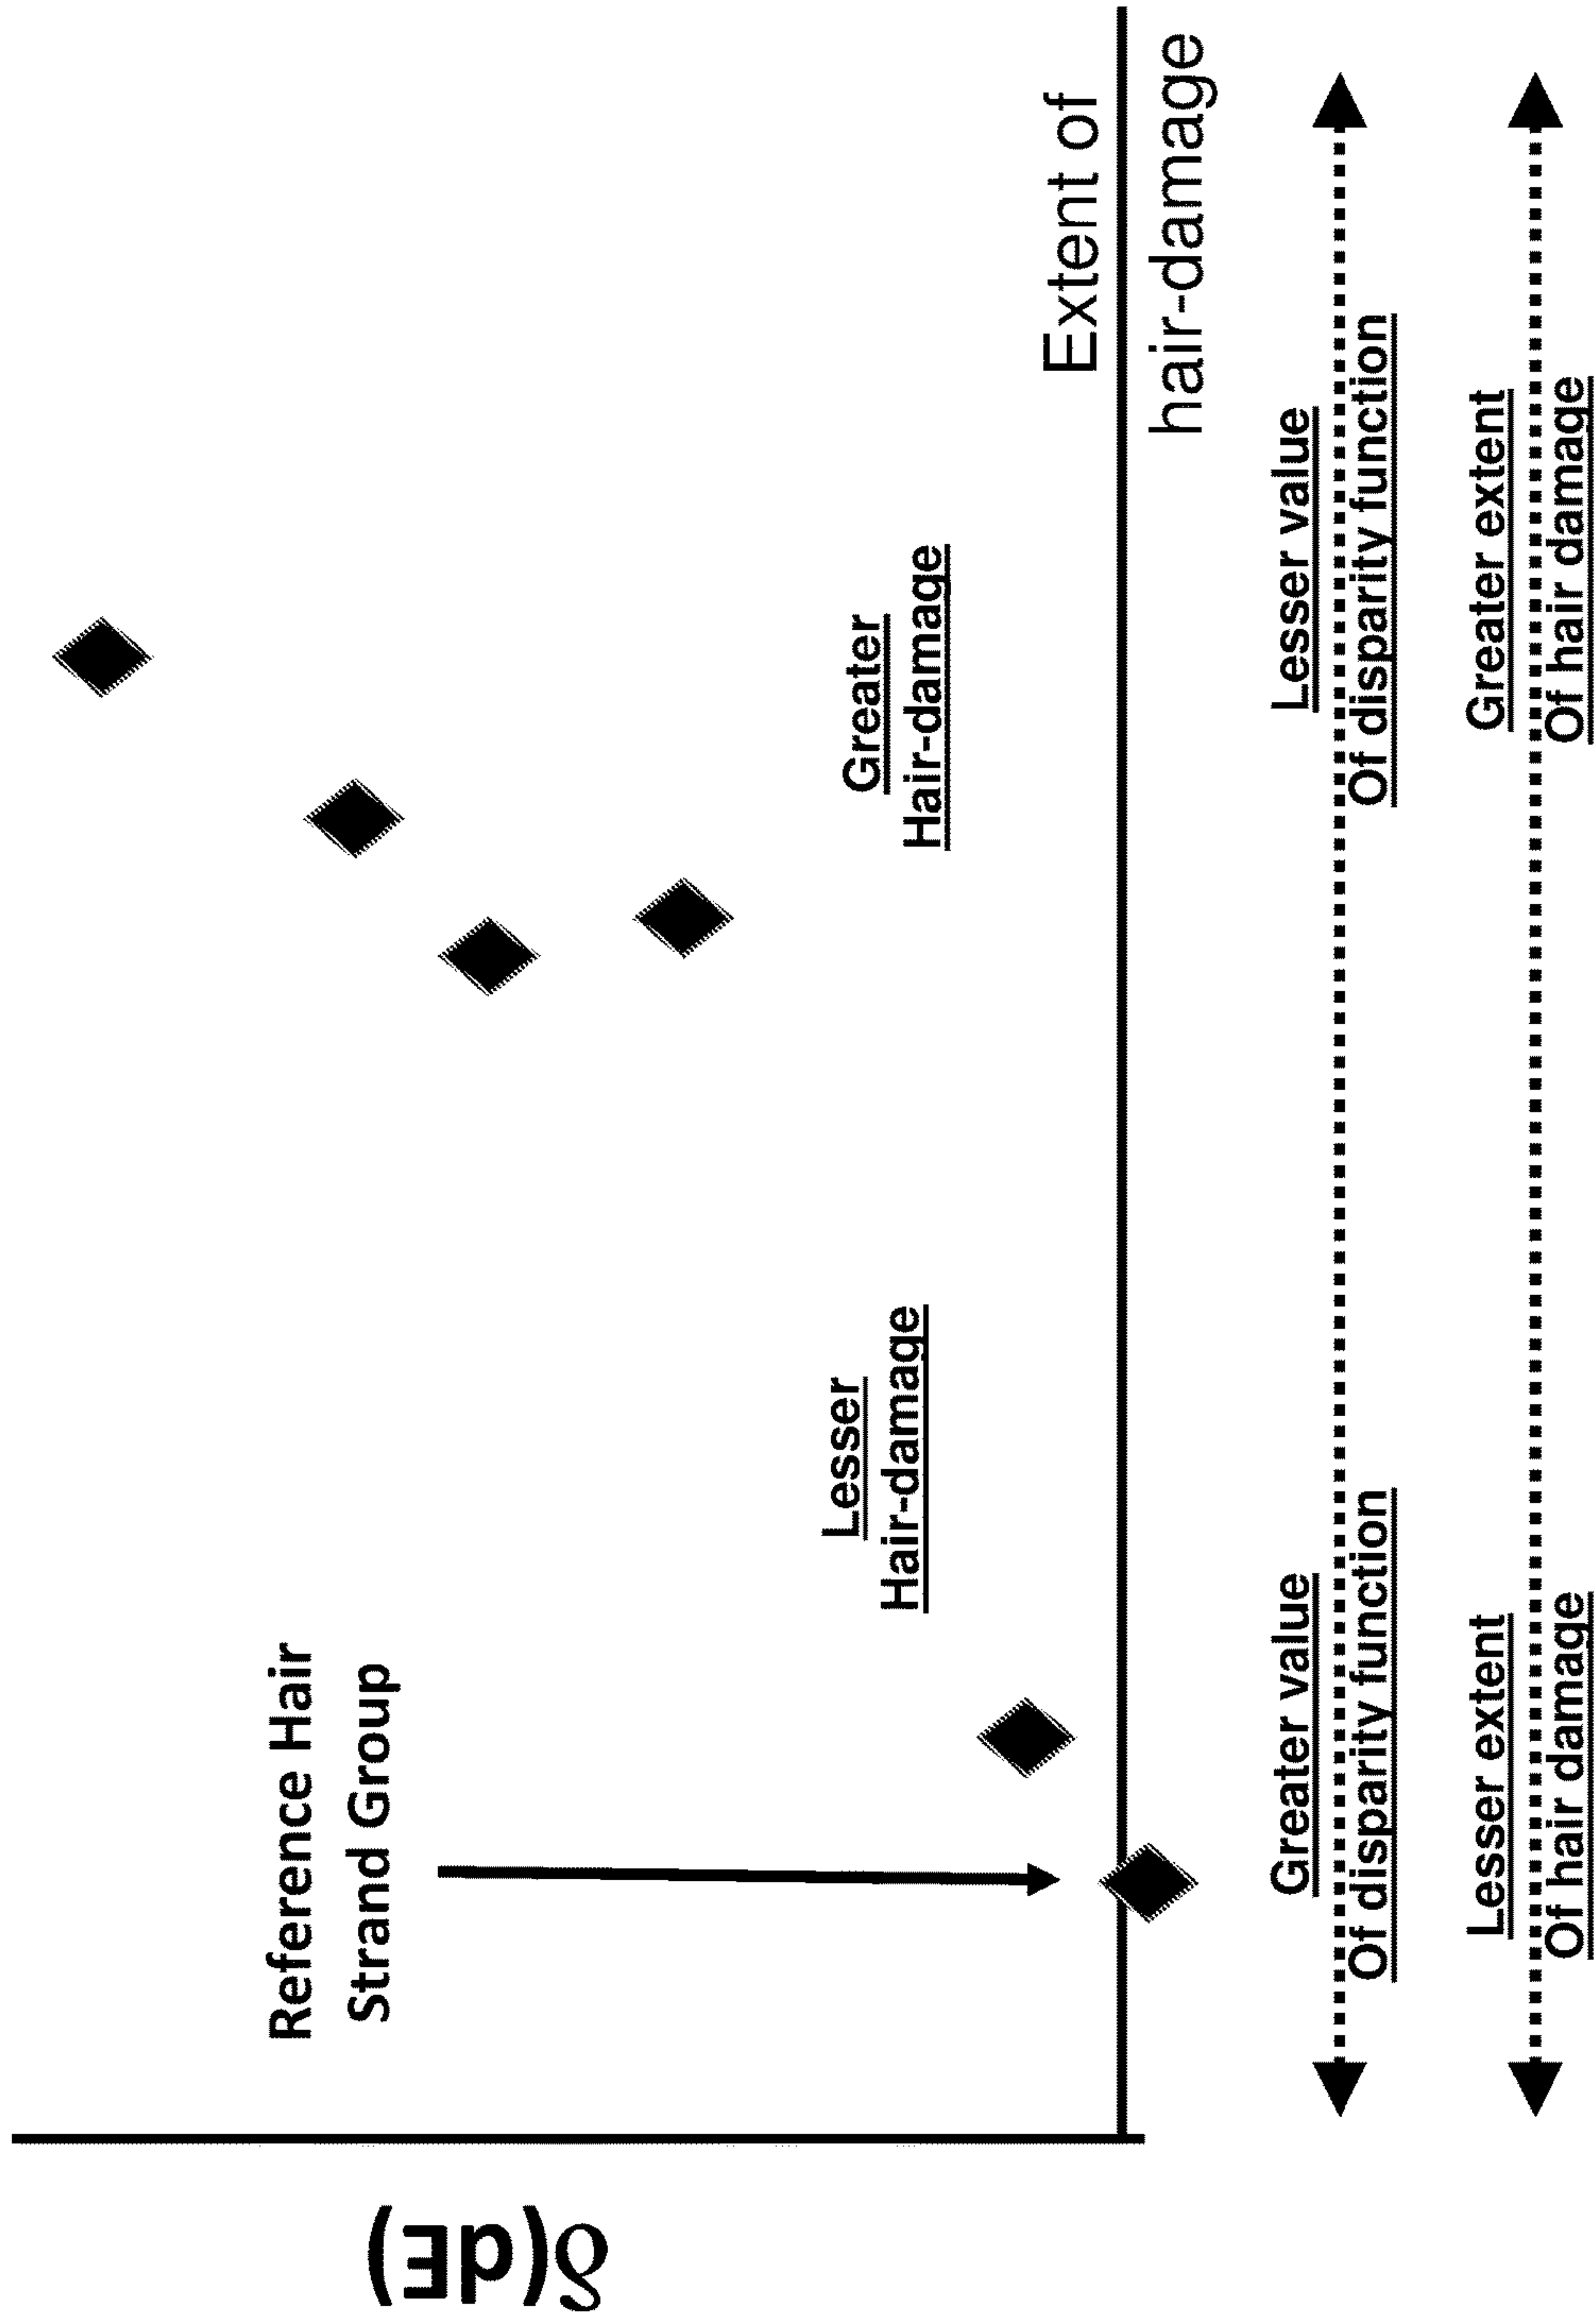 δ(dE)
Reference Hair
Strand Group
Lesser
Hair-damage
Greater
Hair-damage
Extent of
hair-damage
Greater value
Of disparity function
Lesser value
Of disparity function
Lesser extent
Of hair damage
Greater extent
Of hair damage